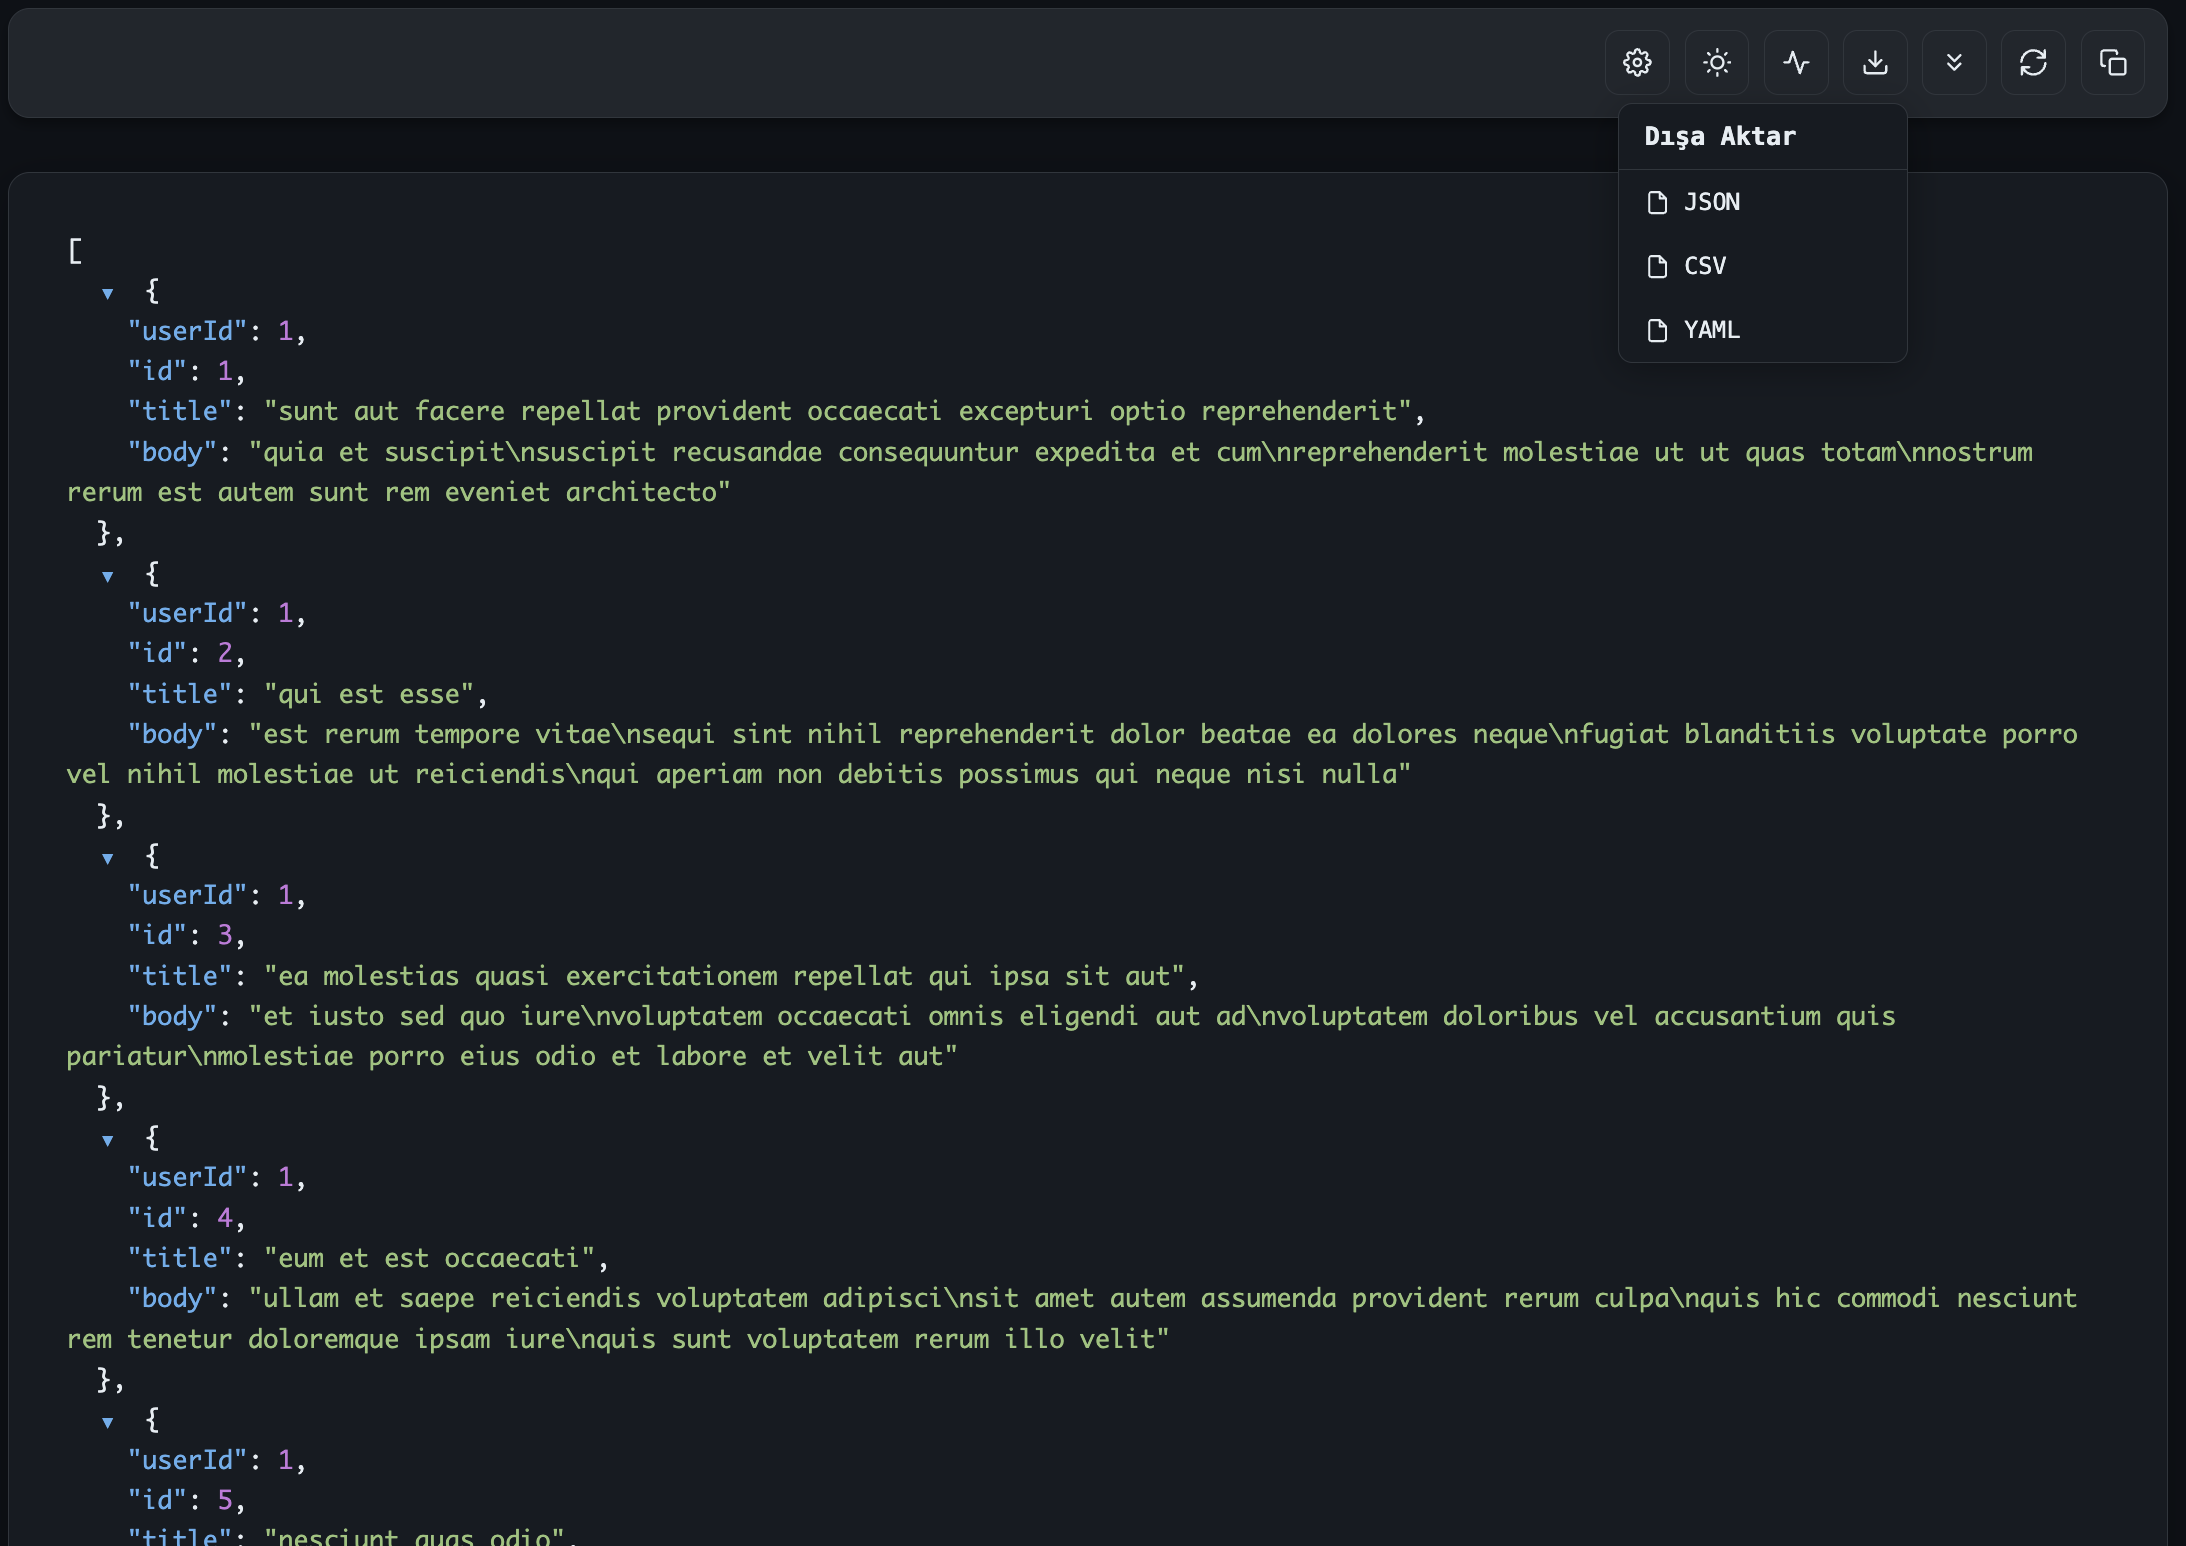 Dışa Aktar
JSON
CSV
YAML
[
▼ {
"userId": 1,
"id": 1,
"title": "sunt aut facere repellat provident occaecati excepturi optio reprehenderit",
"body": "quia et suscipit\nsuscipit recusandae consequuntur expedita et cum\nreprehenderit molestiae ut ut quas totam\nnostrum
rerum est autem sunt rem eveniet architecto"
},
▼ {
"userId": 1,
"id": 2,
"title": "qui est esse",
"body": "est rerum tempore vitae\nsequi sint nihil reprehenderit dolor beatae ea dolores neque\nfugiat blanditiis voluptate porro
vel nihil molestiae ut reiciendis\nqui aperiam non debitis possimus qui neque nisi nulla"
},
▼ {
"userId": 1,
"id": 3,
"title": "ea molestias quasi exercitationem repellat qui ipsa sit aut",
"body": "et iusto sed quo iure\nvoluptatem occaecati omnis eligendi aut ad\nvoluptatem doloribus vel accusantium quis
pariatur\nmolestiae porro eius odio et labore et velit aut"
},
▼ {
"userId": 1,
"id": 4,
"title": "eum et est occaecati",
"body": "ullam et saepe reiciendis voluptatem adipisci\nsit amet autem assumenda provident rerum culpa\nquis hic commodi nesciunt
rem tenetur doloremque ipsam iure\nquis sunt voluptatem rerum illo velit"
},
▼ {
"userId": 1,
"id": 5,
"title": "nesciunt quas odio",